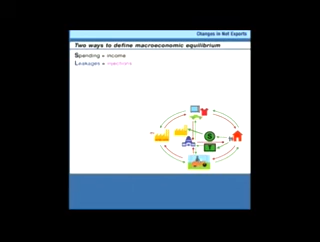 Changes in Net Exports
Two ways to define macroeconomic equilibrium
Spending = income
Leakages = injections